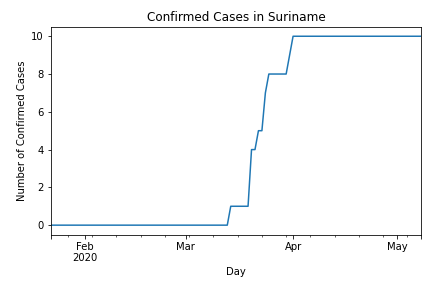 Confirmed Cases in Suriname
10
8
6
4
2
0
Number of Confirmed Cases
Feb Mar Apr May
2020
Day